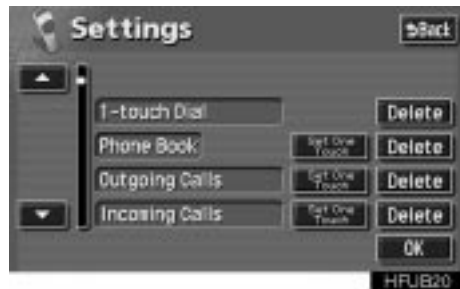 Settings
Back
1-touch Dial
Delete
Phone Book
Set One Touch
Delete
Outgoing Calls
Set One Touch
Delete
Incoming Calls
Set One Touch
Delete
OK
HFUB20